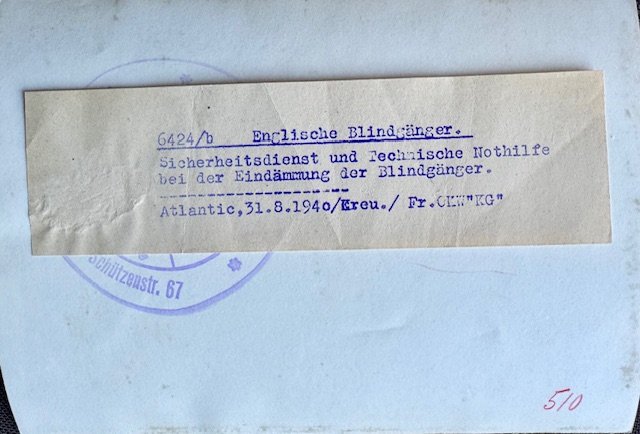 6424/b Englische Blindgänger.
Sicherheitsdienst und Technische Nothilfe
bei der Eindämmung der Blindgänger.
--------------------
Atlantic,31.8.194o/Kreu./ Fr.OKW"KG"
Schützenstr. 67
510